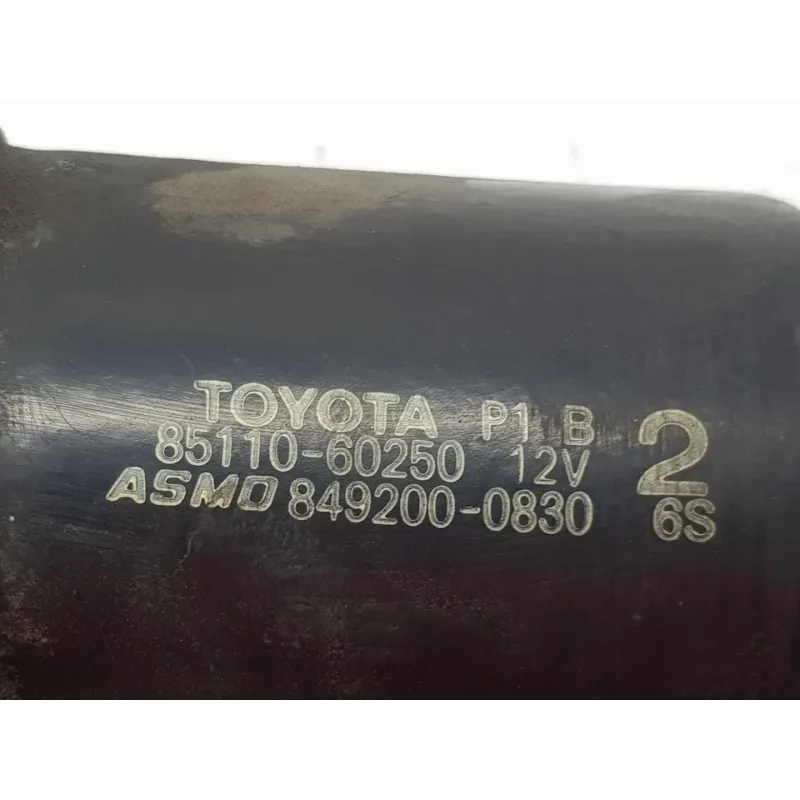 TOYOTA P1 B 2
85110-60250 12V
ASMO 849200-0830 6S